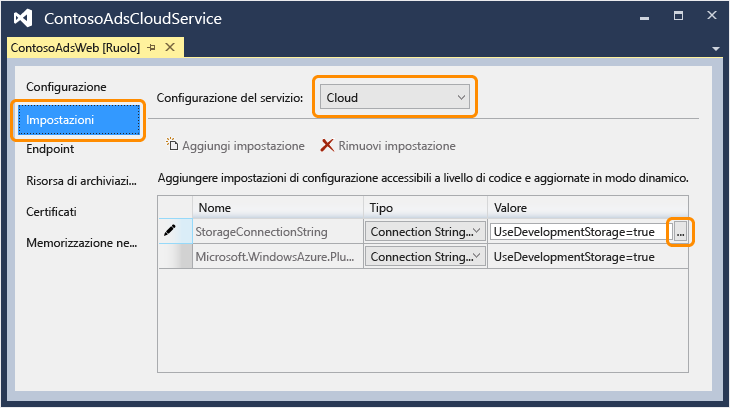 ContosoAdsCloudService
ContosoAdsWeb [Ruolo]
Configurazione
Impostazioni
Endpoint
Risorsa di archiviazi...
Certificati
Memorizzazione ne...
Configurazione del servizio: Cloud
Aggiungi impostazione Rimuovi impostazione
Aggiungere impostazioni di configurazione accessibili a livello di codice e aggiornate in modo dinamico.
Nome Tipo Valore
StorageConnectionString Connection String... UseDevelopmentStorage=true ...
Microsoft.WindowsAzure.Plu... Connection String... UseDevelopmentStorage=true